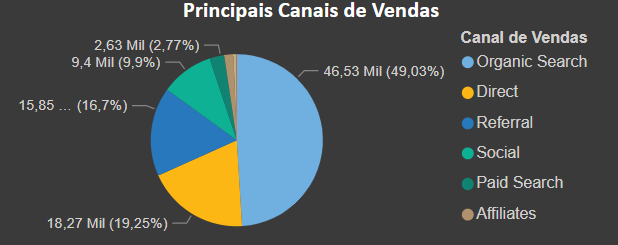 Principais Canais de Vendas
2,63 Mil (2,77%)
9,4 Mil (9,9%)
15,85 … (16,7%)
18,27 Mil (19,25%)
46,53 Mil (49,03%)
Canal de Vendas
Organic Search
Direct
Referral
Social
Paid Search
Affiliates